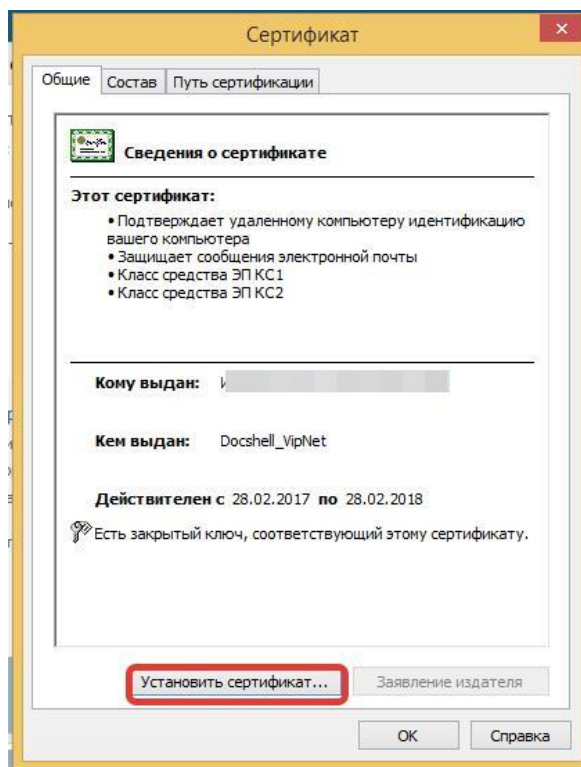 Сертификат
Общие Состав Путь сертификации
Сведения о сертификате
Этот сертификат:
• Подтверждает удаленному компьютеру идентификацию
вашего компьютера
• Защищает сообщения электронной почты
• Класс средства ЭП КС1
• Класс средства ЭП КС2
Кому выдан:
Кем выдан: Docshell_VipNet
Действителен с 28.02.2017 по 28.02.2018
Есть закрытый ключ, соответствующий этому сертификату.
Установить сертификат... Заявление издателя
ОК Справка